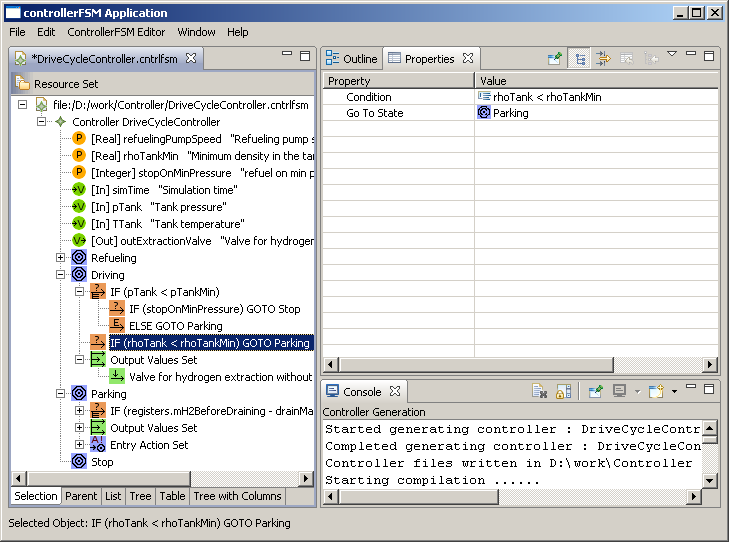 controllerFSM Application
File ControllerFSM Editor Window Help
*DriveCycleController.cntrlfsm
Resource Set
file:/D:/work/Controller/DriveCycleController.cntrlfsm
Controller DriveCycleController
P [Real] refuelingPumpSpeed "Refueling pump s
P [Real] rhoTankMin "Minimum density in the ta
P [Integer] stopOnMinPressure "refuel on min p
V [In] simTime "Simulation time"
V [In] pTank "Tank pressure"
V [In] TTank "Tank temperature"
V [Out] outExtractionValve "Valve for hydrogen
Refueling
Driving
? IF (pTank < pTankMin)
? IF (stopOnMinPressure) GOTO Stop
E ELSE GOTO Parking
? IF (rhoTank < rhoTankMin) GOTO Parking
Output Values Set
Valve for hydrogen extraction without
Parking
? IF (registers.mH2BeforeDraining - drainMa
Output Values Set
A! Entry Action Set
Stop
Selection Parent List Tree Table Tree with Columns
Outline Properties
Property Value
Condition rhoTank < rhoTankMin
Go To State Parking
Console
Controller Generation
Started generating controller : DriveCycleContr
Completed generating controller : DriveCycleCon
Controller files written in D:\work\Controller
Starting compilation ......
Selected Object: IF (rhoTank < rhoTankMin) GOTO Parking